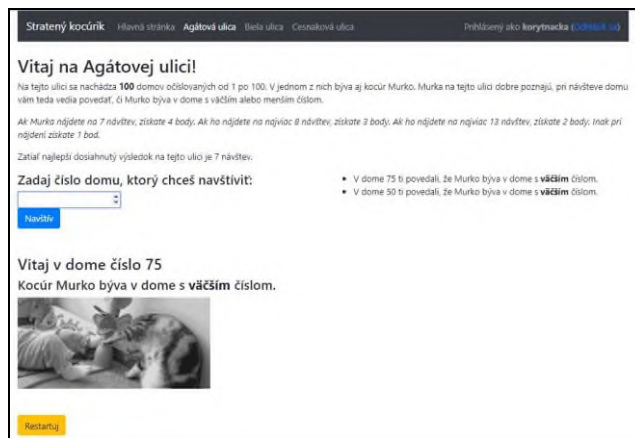 Stratený kocúrik Hlavná stránka Agátová ulica Biela ulica Cesnaková ulica Prihlásený ako korytnacka (Odhlásiť sa)
Vitaj na Agátovej ulici!
Na tejto ulici sa nachádza 100 domov očíslovaných od 1 po 100. V jednom z nich býva aj kocúr Murko. Murka na tejto ulici dobre poznajú, pri návšteve domu
vám teda vedia povedať, či Murko býva v dome s väčším alebo menším číslom.
Ak Murka nájdete na 7 návštev, získate 4 body. Ak ho nájdete na najviac 8 návštev, získate 3 body. Ak ho nájdete na najviac 13 návštev, získate 2 body. Inak pri
nájdení získate 1 bod.
Zatiaľ najlepší dosiahnutý výsledok na tejto ulici je 7 návštev.
Zadaj číslo domu, ktorý chceš navštíviť:
Navštív
• V dome 75 ti povedali, že Murko býva v dome s väčším číslom.
• V dome 50 ti povedali, že Murko býva v dome s väčším číslom.
Vitaj v dome číslo 75
Kocúr Murko býva v dome s väčším číslom.
Restartuj